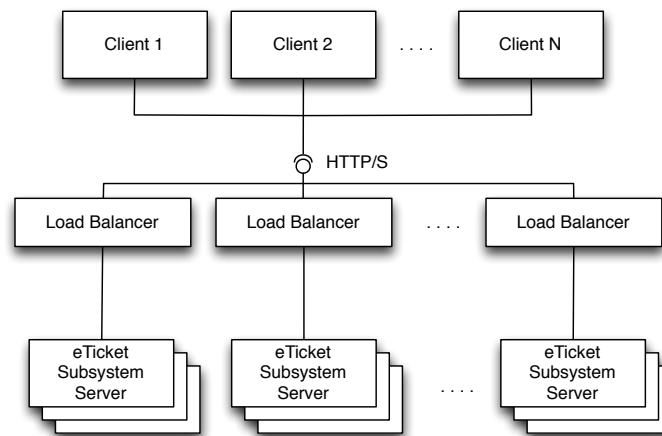 Client 1
Client 2
. . . .
Client N
HTTP/S
Load Balancer
Load Balancer
. . . .
Load Balancer
eTicket
Subsystem
Server
eTicket
Subsystem
Server
. . . .
eTicket
Subsystem
Server